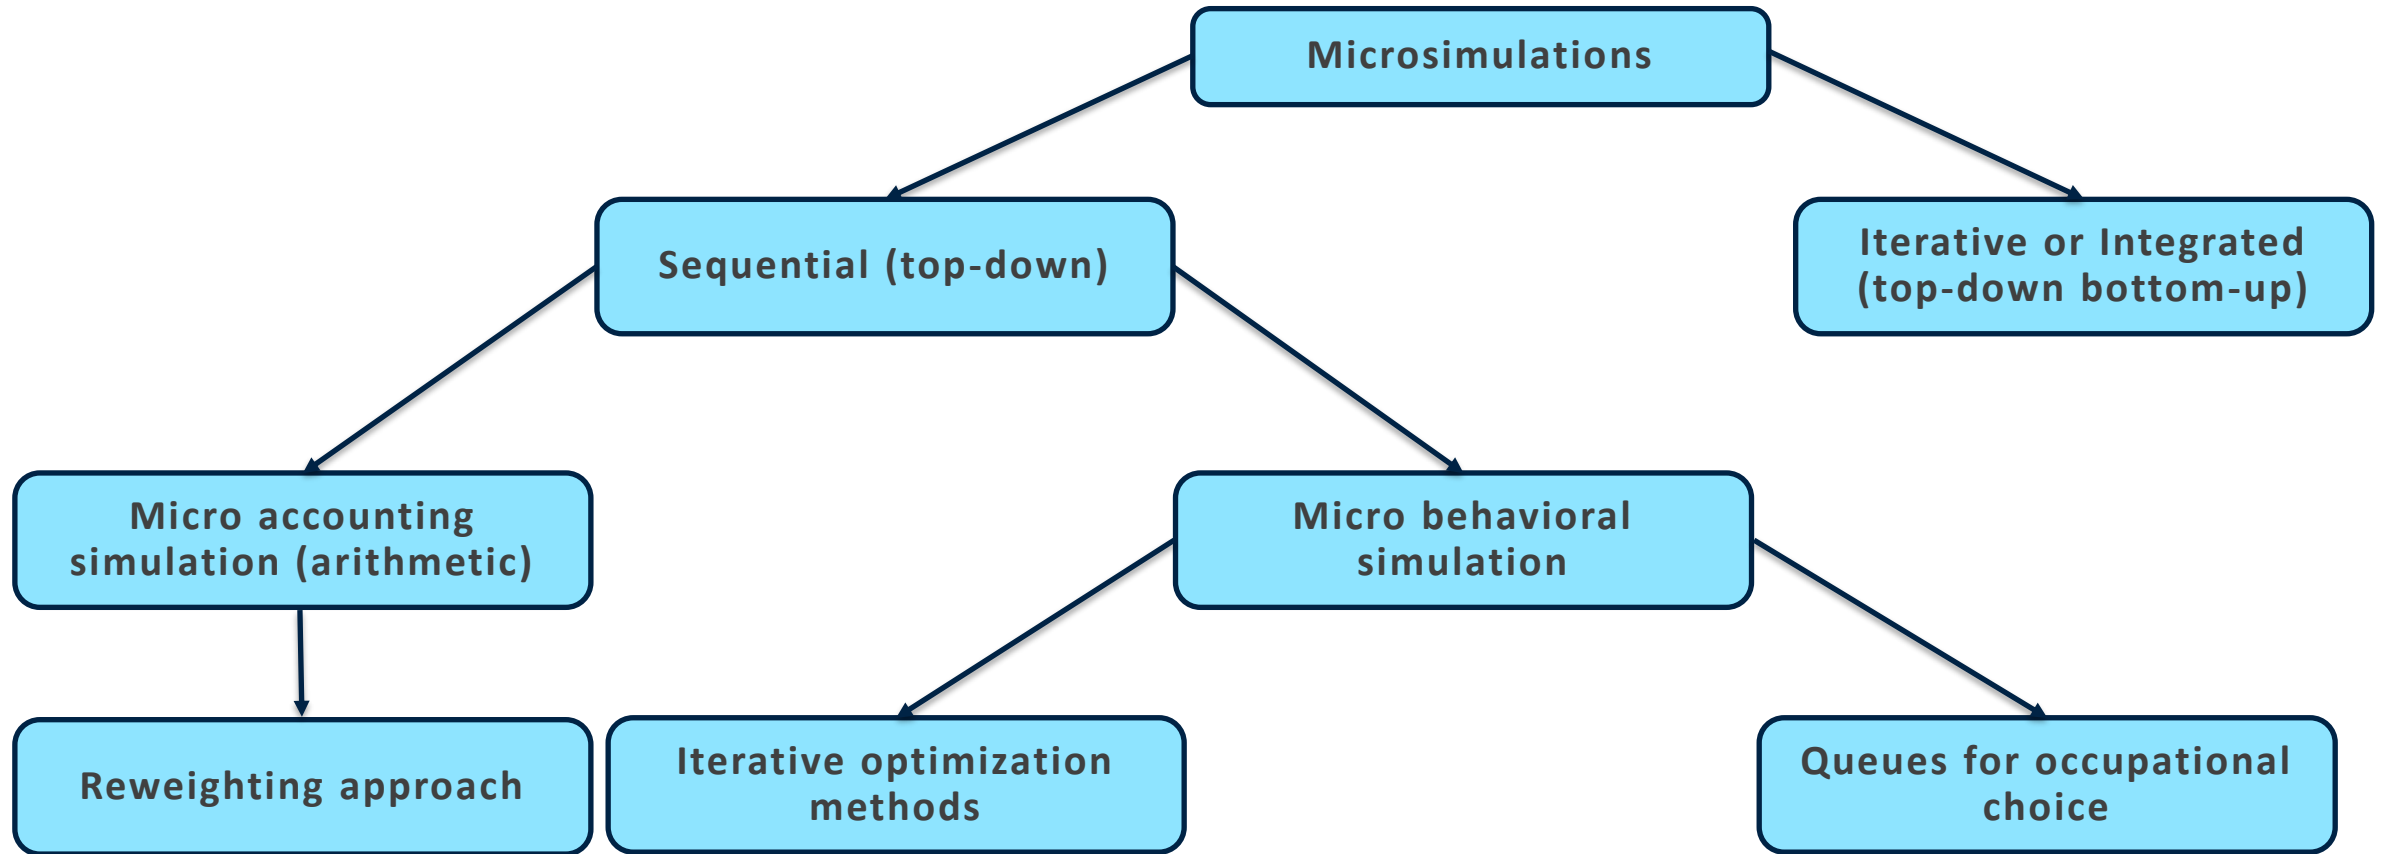 Microsimulations
Sequential (top-down)
Iterative or Integrated
(top-down bottom-up)
Micro accounting
simulation (arithmetic)
Micro behavioral
simulation
Reweighting approach
Iterative optimization
methods
Queues for occupational
choice